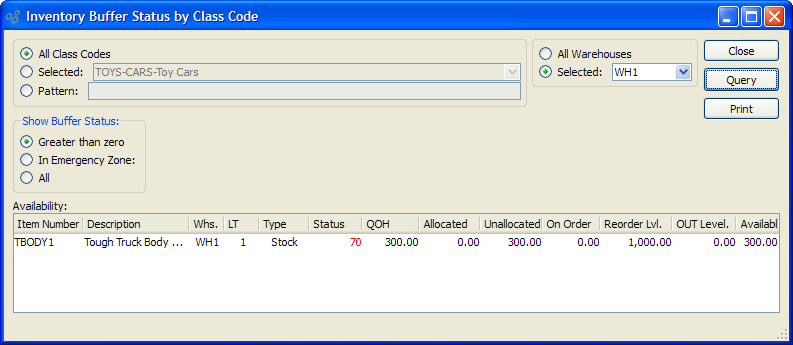 Inventory Buffer Status by Class Code
All Class Codes
Selected: TOYS-CARS-Toy Cars
Pattern:
All Warehouses
Selected: WH1
Close
Query
Print
Show Buffer Status:
Greater than zero
In Emergency Zone:
All
Availability:
Item Number Description Whs. LT Type Status QOH Allocated Unallocated On Order Reorder Lvl. OUT Level. Availabl
TBODY1 Tough Truck Body ... WH1 1 Stock 70 300.00 0.00 300.00 0.00 1,000.00 0.00 300.00